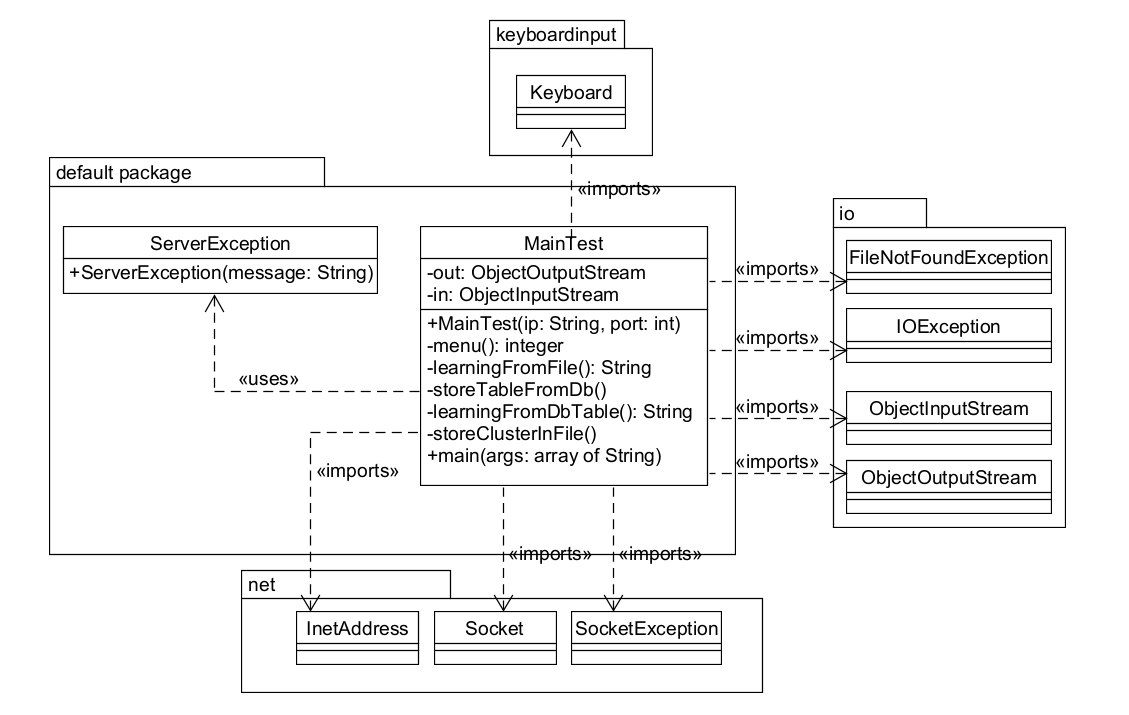 keyboardinput
Keyboard
«imports»
default package
ServerException
+ServerException(message: String)
«uses»
MainTest
-out: ObjectOutputStream
-in: ObjectInputStream
+MainTest(ip: String, port: int)
-menu(): integer
-learningFromFile(): String
-storeTableFromDb()
-learningFromDbTable(): String
-storeClusterInFile()
+main(args: array of String)
io
«imports»
FileNotFoundException
«imports»
IOException
«imports»
ObjectInputStream
«imports»
ObjectOutputStream
«imports»
«imports»
«imports»
net
InetAddress
Socket
SocketException